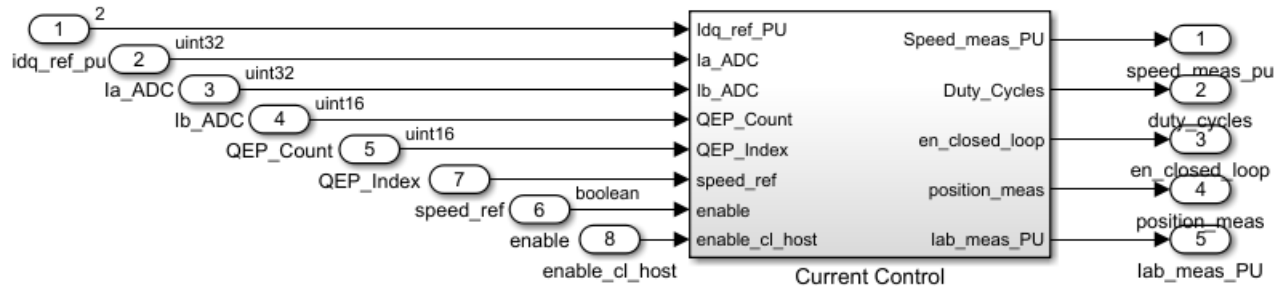 2
1
idq_ref_pu
uint32
2
Ia_ADC
uint32
3
Ib_ADC
uint16
4
QEP_Count
uint16
5
QEP_Index
7
speed_ref
boolean
6
enable
8
enable_cl_host
Idq_ref_PU
Ia_ADC
Ib_ADC
QEP_Count
QEP_Index
speed_ref
enable
enable_cl_host
Speed_meas_PU
Duty_Cycles
en_closed_loop
position_meas
Iab_meas_PU
Current Control
1
speed_meas_pu
2
duty_cycles
3
en_closed_loop
4
position_meas
5
Iab_meas_PU